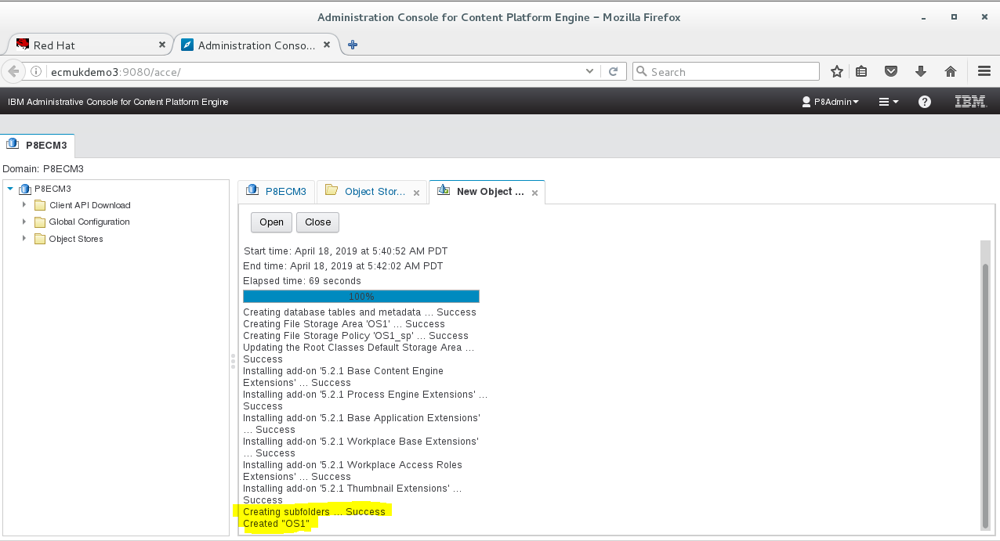 Administration Console for Content Platform Engine – Mozilla Firefox
Red Hat
Administration Conso...
ecmukdemo3:9080/acce/
Search
IBM Administrative Console for Content Platform Engine
P8Admin
IBM
P8ECM3
Domain: P8ECM3
P8ECM3
Client API Download
Global Configuration
Object Stores
P8ECM3
Object Stor...
New Object ...
Open
Close
Start time: April 18, 2019 at 5:40:52 AM PDT
End time: April 18, 2019 at 5:42:02 AM PDT
Elapsed time: 69 seconds
100%
Creating database tables and metadata ... Success
Creating File Storage Area 'OS1' ... Success
Creating File Storage Policy 'OS1_sp' ... Success
Updating the Root Classes Default Storage Area ...
Success
Installing add-on '5.2.1 Base Content Engine
Extensions' ... Success
Installing add-on '5.2.1 Process Engine Extensions' ...
Success
Installing add-on '5.2.1 Base Application Extensions'
... Success
Installing add-on '5.2.1 Workplace Base Extensions'
... Success
Installing add-on '5.2.1 Workplace Access Roles
Extensions' ... Success
Installing add-on '5.2.1 Thumbnail Extensions' ...
Success
Creating subfolders ... Success
Created "OS1"